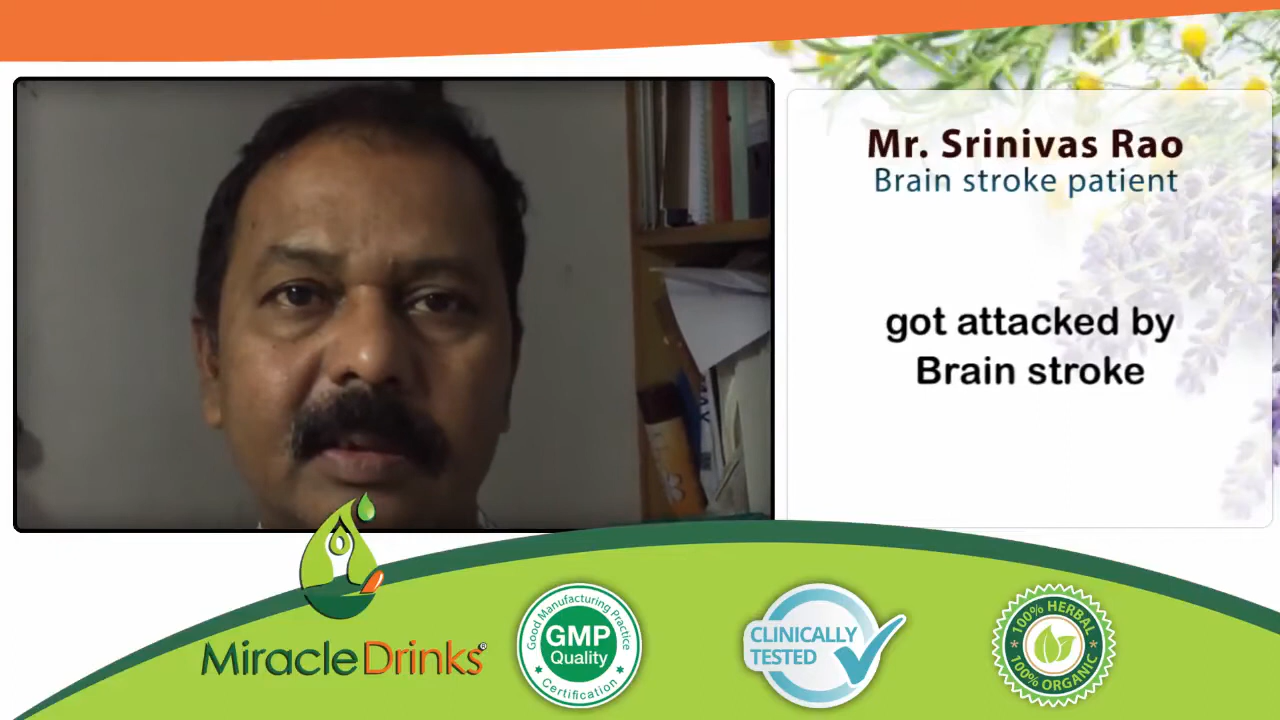 Mr. Srinivas Rao
Brain stroke patient
got attacked by
Brain stroke
MiracleDrinks®
Good Manufacturing Practice
GMP
Quality
Certification
CLINICALLY
TESTED
100% HERBAL
100% ORGANIC